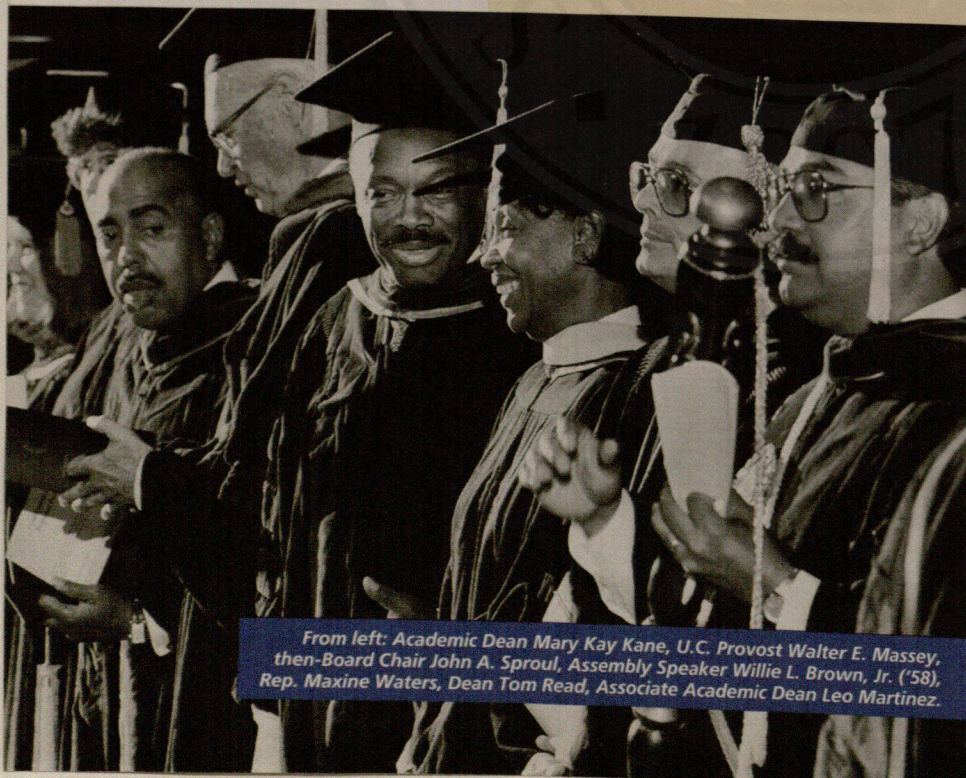 From left: Academic Dean Mary Kay Kane, U.C. Provost Walter E. Massey,
then-Board Chair John A. Sproul, Assembly Speaker Willie L. Brown, Jr. ('58),
Rep. Maxine Waters, Dean Tom Read, Associate Academic Dean Leo Martinez.